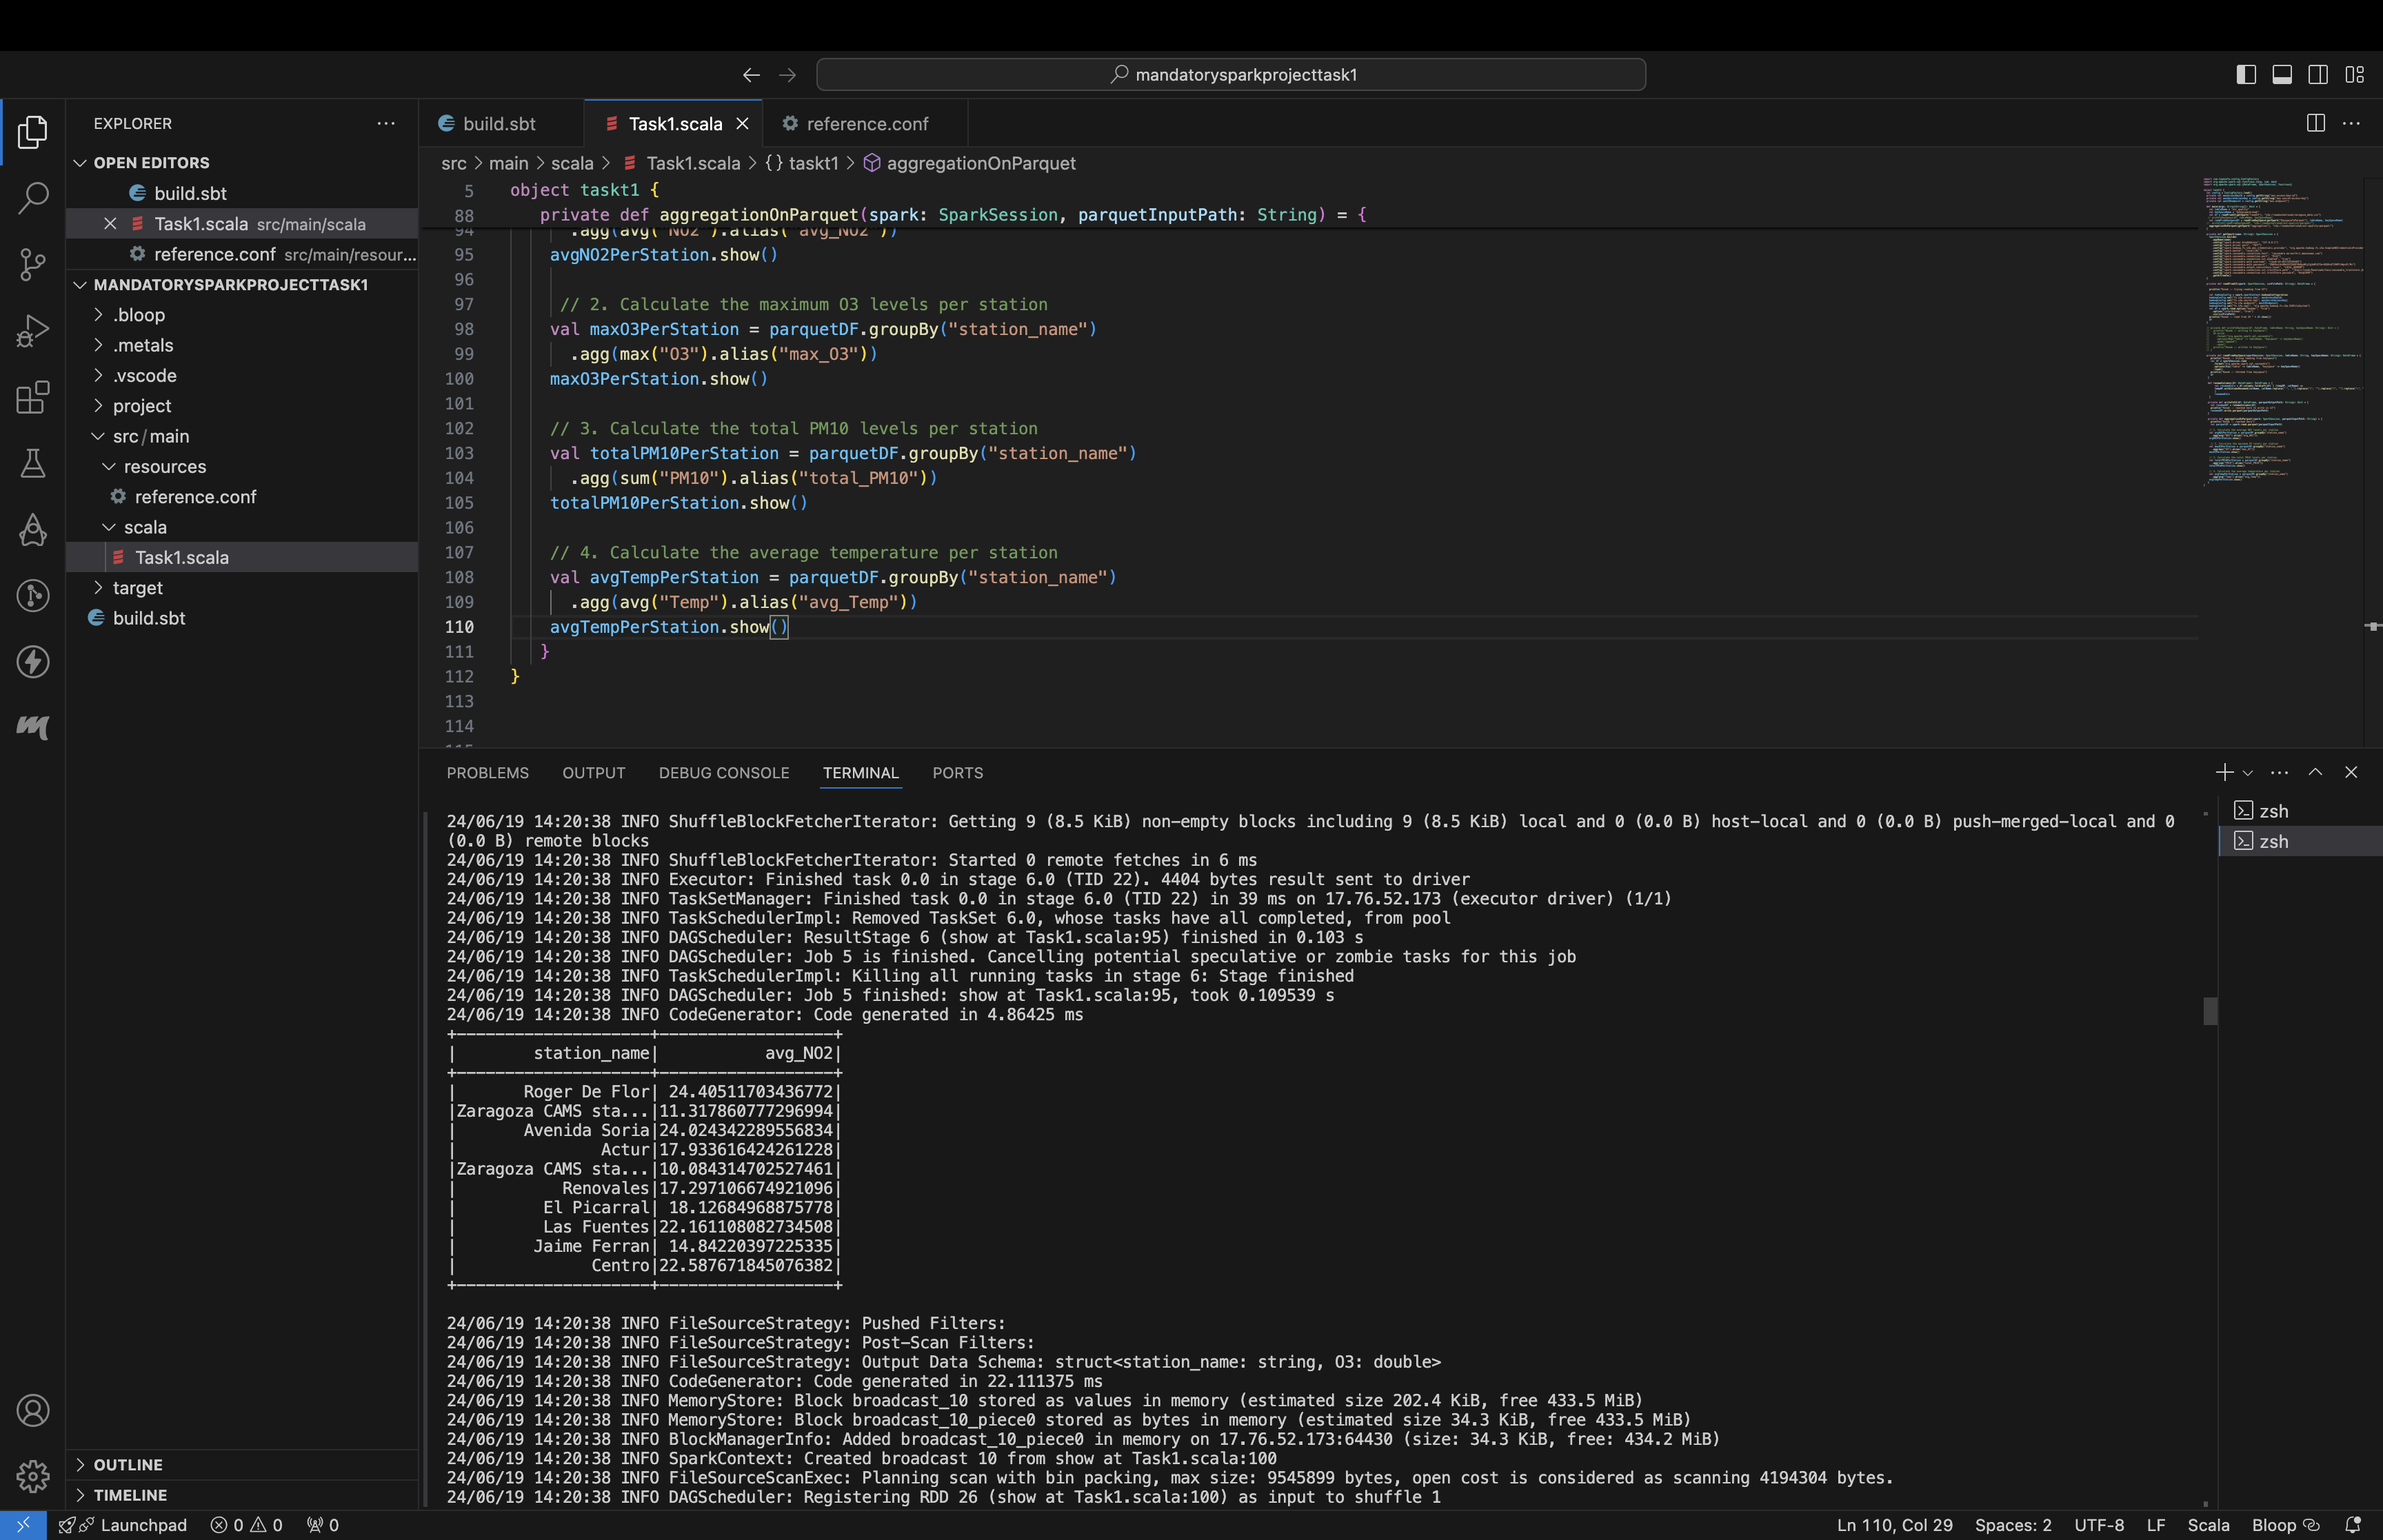 mandatorysparkprojecttask1
EXPLORER
OPEN EDITORS
build.sbt
Task1.scala src/main/scala
reference.conf src/main/resour...
MANDATORYSPARKPROJECTTASK1
.bloop
.metals
.vscode
project
src/main
resources
reference.conf
scala
Task1.scala
target
build.sbt
OUTLINE
TIMELINE
build.sbt
Task1.scala
reference.conf
src > main > scala > Task1.scala > {} taskt1 > aggregationOnParquet
5 object taskt1 {
88 private def aggregationOnParquet(spark: SparkSession, parquetInputPath: String) = {
94 .agg(avg("NO2").alias("avg_NO2"))
95 avgNO2PerStation.show()
96
97 // 2. Calculate the maximum O3 levels per station
98 val maxO3PerStation = parquetDF.groupBy("station_name")
99 .agg(max("O3").alias("max_O3"))
100 maxO3PerStation.show()
101
102 // 3. Calculate the total PM10 levels per station
103 val totalPM10PerStation = parquetDF.groupBy("station_name")
104 .agg(sum("PM10").alias("total_PM10"))
105 totalPM10PerStation.show()
106
107 // 4. Calculate the average temperature per station
108 val avgTempPerStation = parquetDF.groupBy("station_name")
109 .agg(avg("Temp").alias("avg_Temp"))
110 avgTempPerStation.show()
111 }
112 }
113
114
PROBLEMS OUTPUT DEBUG CONSOLE TERMINAL PORTS
zsh
zsh
24/06/19 14:20:38 INFO ShuffleBlockFetcherIterator: Getting 9 (8.5 KiB) non-empty blocks including 9 (8.5 KiB) local and 0 (0.0 B) host-local and 0 (0.0 B) push-merged-local and 0
(0.0 B) remote blocks
24/06/19 14:20:38 INFO ShuffleBlockFetcherIterator: Started 0 remote fetches in 6 ms
24/06/19 14:20:38 INFO Executor: Finished task 0.0 in stage 6.0 (TID 22). 4404 bytes result sent to driver
24/06/19 14:20:38 INFO TaskSetManager: Finished task 0.0 in stage 6.0 (TID 22) in 39 ms on 17.76.52.173 (executor driver) (1/1)
24/06/19 14:20:38 INFO TaskSchedulerImpl: Removed TaskSet 6.0, whose tasks have all completed, from pool
24/06/19 14:20:38 INFO DAGScheduler: ResultStage 6 (show at Task1.scala:95) finished in 0.103 s
24/06/19 14:20:38 INFO DAGScheduler: Job 5 is finished. Cancelling potential speculative or zombie tasks for this job
24/06/19 14:20:38 INFO TaskSchedulerImpl: Killing all running tasks in stage 6: Stage finished
24/06/19 14:20:38 INFO DAGScheduler: Job 5 finished: show at Task1.scala:95, took 0.109539 s
24/06/19 14:20:38 INFO CodeGenerator: Code generated in 4.86425 ms
+--------------------+------------------+
| station_name| avg_NO2|
+--------------------+------------------+
| Roger De Flor| 24.40511703436772|
|Zaragoza CAMS sta...|11.317860777296994|
| Avenida Soria|24.024342289556834|
| Actur|17.933616424261228|
|Zaragoza CAMS sta...|10.084314702527461|
| Renovales|17.297106674921096|
| El Picarral| 18.12684968875778|
| Las Fuentes|22.161108082734508|
| Jaime Ferran| 14.84220397225335|
| Centro|22.587671845076382|
+--------------------+------------------+
24/06/19 14:20:38 INFO FileSourceStrategy: Pushed Filters:
24/06/19 14:20:38 INFO FileSourceStrategy: Post-Scan Filters:
24/06/19 14:20:38 INFO FileSourceStrategy: Output Data Schema: struct<station_name: string, O3: double>
24/06/19 14:20:38 INFO CodeGenerator: Code generated in 22.111375 ms
24/06/19 14:20:38 INFO MemoryStore: Block broadcast_10 stored as values in memory (estimated size 202.4 KiB, free 433.5 MiB)
24/06/19 14:20:38 INFO MemoryStore: Block broadcast_10_piece0 stored as bytes in memory (estimated size 34.3 KiB, free 433.5 MiB)
24/06/19 14:20:38 INFO BlockManagerInfo: Added broadcast_10_piece0 in memory on 17.76.52.173:64430 (size: 34.3 KiB, free: 434.2 MiB)
24/06/19 14:20:38 INFO SparkContext: Created broadcast 10 from show at Task1.scala:100
24/06/19 14:20:38 INFO FileSourceScanExec: Planning scan with bin packing, max size: 9545899 bytes, open cost is considered as scanning 4194304 bytes.
24/06/19 14:20:38 INFO DAGScheduler: Registering RDD 26 (show at Task1.scala:100) as input to shuffle 1
Launchpad 0 0 0
Ln 110, Col 29 Spaces: 2 UTF-8 LF Scala Bloop